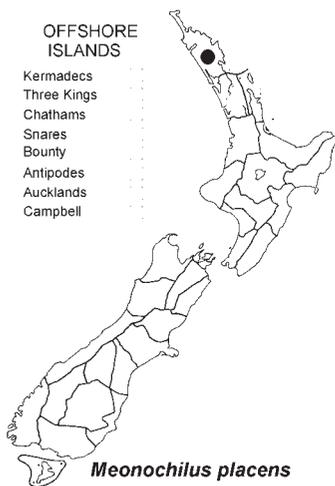 OFFSHORE
ISLANDS
Kermadecs
Three Kings
Chathams
Snares
Bounty
Antipodes
Aucklands
Campbell
Meonochilus placens